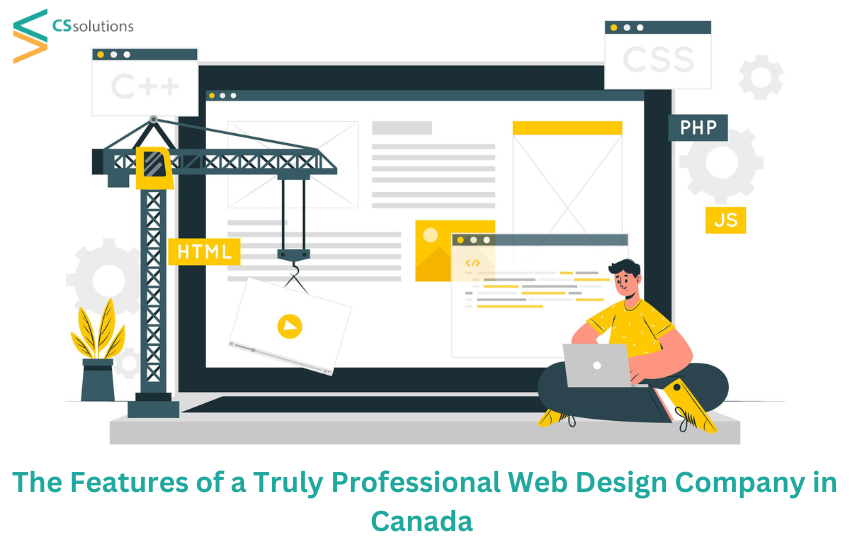 CSsolutions
C++
CSS
PHP
JS
HTML
</>
The Features of a Truly Professional Web Design Company in
Canada